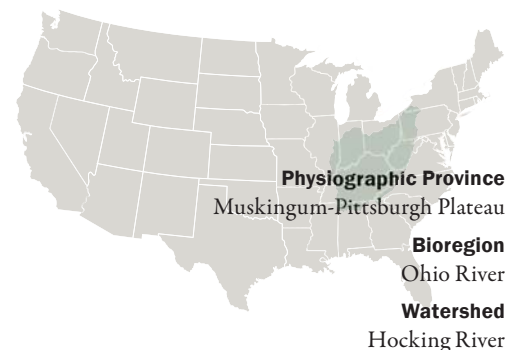 Physiographic Province
Muskingum-Pittsburgh Plateau
Bioregion
Ohio River
Watershed
Hocking River